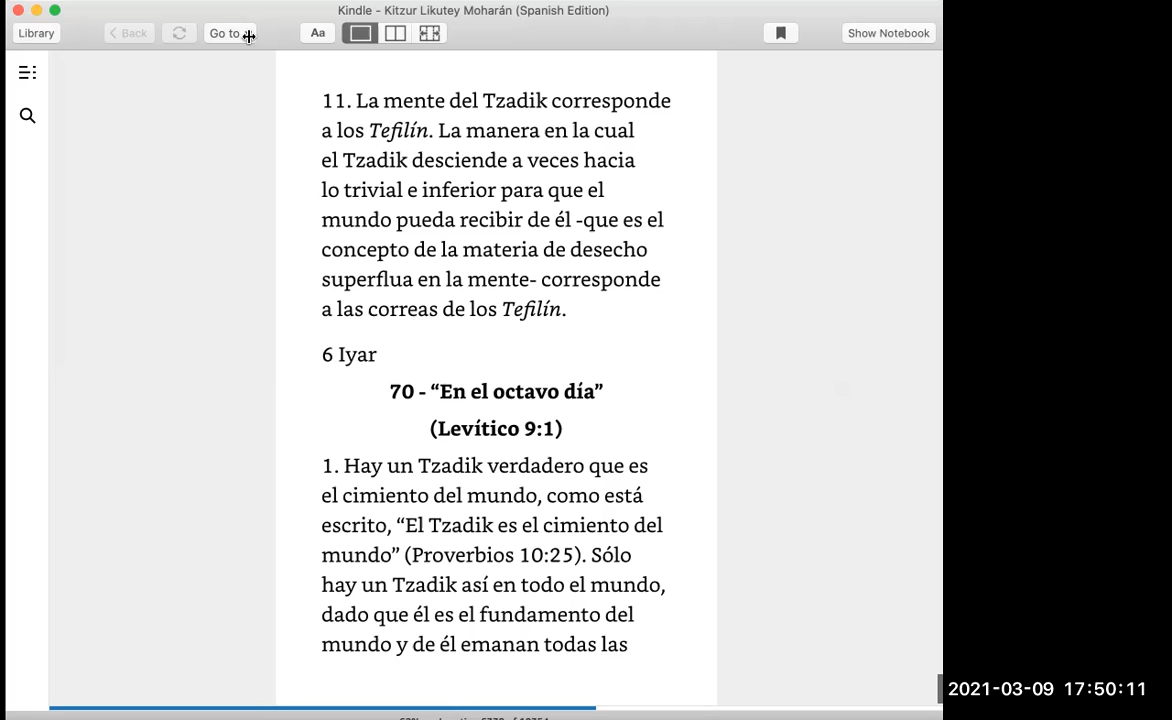 Kindle - Kitzur Likutey Moharán (Spanish Edition)
Library
Back
Go to
Aa
Show Notebook
11. La mente del Tzadik corresponde
a los Tefilín. La manera en la cual
el Tzadik desciende a veces hacia
lo trivial e inferior para que el
mundo pueda recibir de él -que es el
concepto de la materia de desecho
superflua en la mente- corresponde
a las correas de los Tefilín.
6 Iyar
70 - “En el octavo día”
(Levítico 9:1)
1. Hay un Tzadik verdadero que es
el cimiento del mundo, como está
escrito, “El Tzadik es el cimiento del
mundo” (Proverbios 10:25). Sólo
hay un Tzadik así en todo el mundo,
dado que él es el fundamento del
mundo y de él emanan todas las
2021-03-09 17:50:11